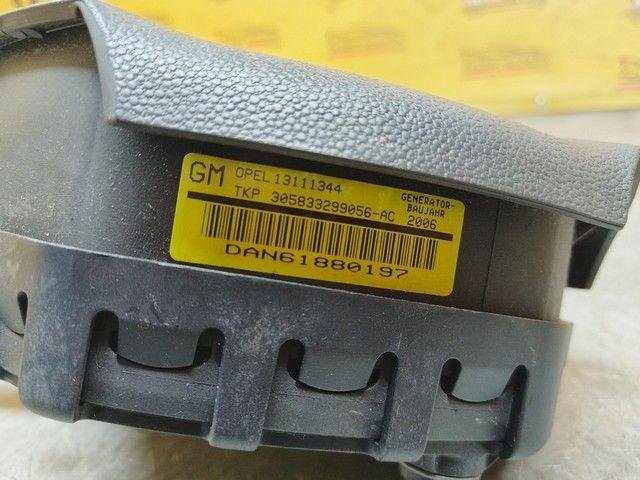 GM OPEL 13111344
TKP 305833299056-AC
GENERATOR-
BAUJAHR
2006
DAN61880197